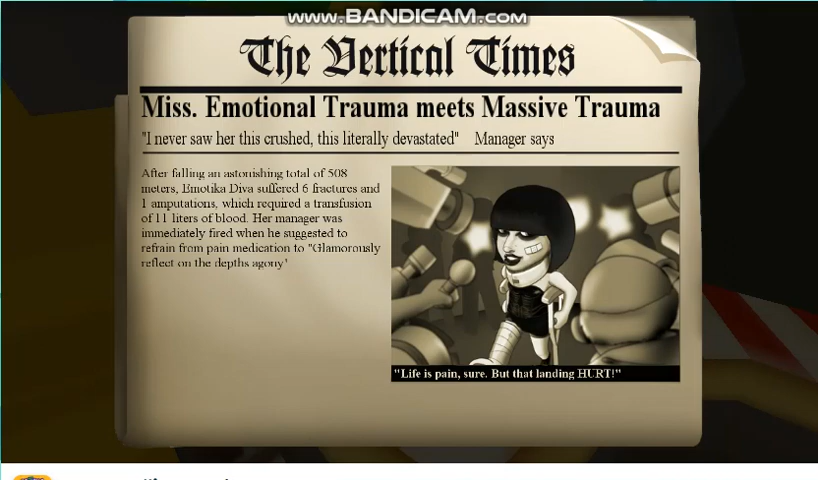 www.BANDICAM.com
The Vertical Times
Miss. Emotional Trauma meets Massive Trauma
"I never saw her this crushed, this literally devastated" Manager says
After falling an astonishing total of 508
meters, Emotika Diva suffered 6 fractures and
1 amputations, which required a transfusion
of 11 liters of blood. Her manager was
immediately fired when he suggested to
refrain from pain medication to "Glamorously
reflect on the depths agony"
"Life is pain, sure. But that landing HURT!"